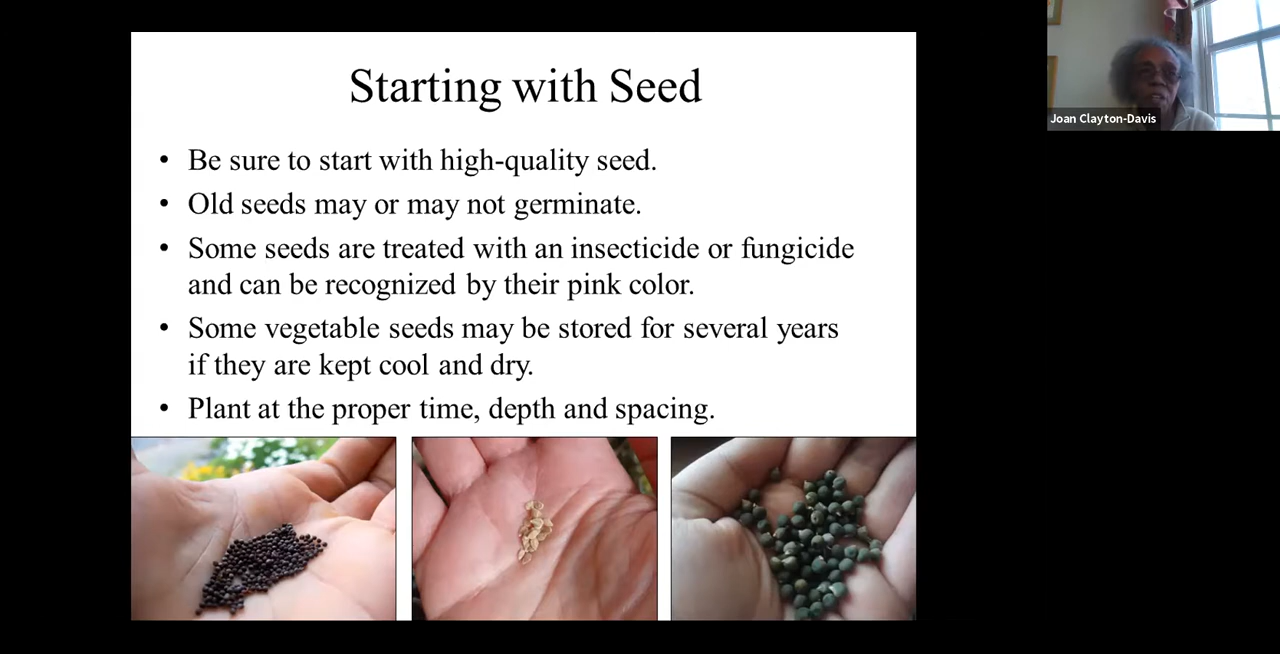 Starting with Seed
• Be sure to start with high-quality seed.
• Old seeds may or may not germinate.
• Some seeds are treated with an insecticide or fungicide
and can be recognized by their pink color.
• Some vegetable seeds may be stored for several years
if they are kept cool and dry.
• Plant at the proper time, depth and spacing.
Joan Clayton-Davis